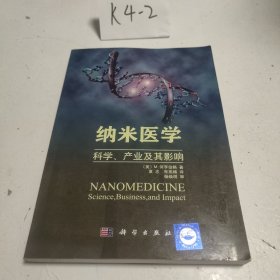 K4-2
纳米医学
科学、产业及其影响
NANOMEDICINE
Science,Business,and Impact
科学出版社